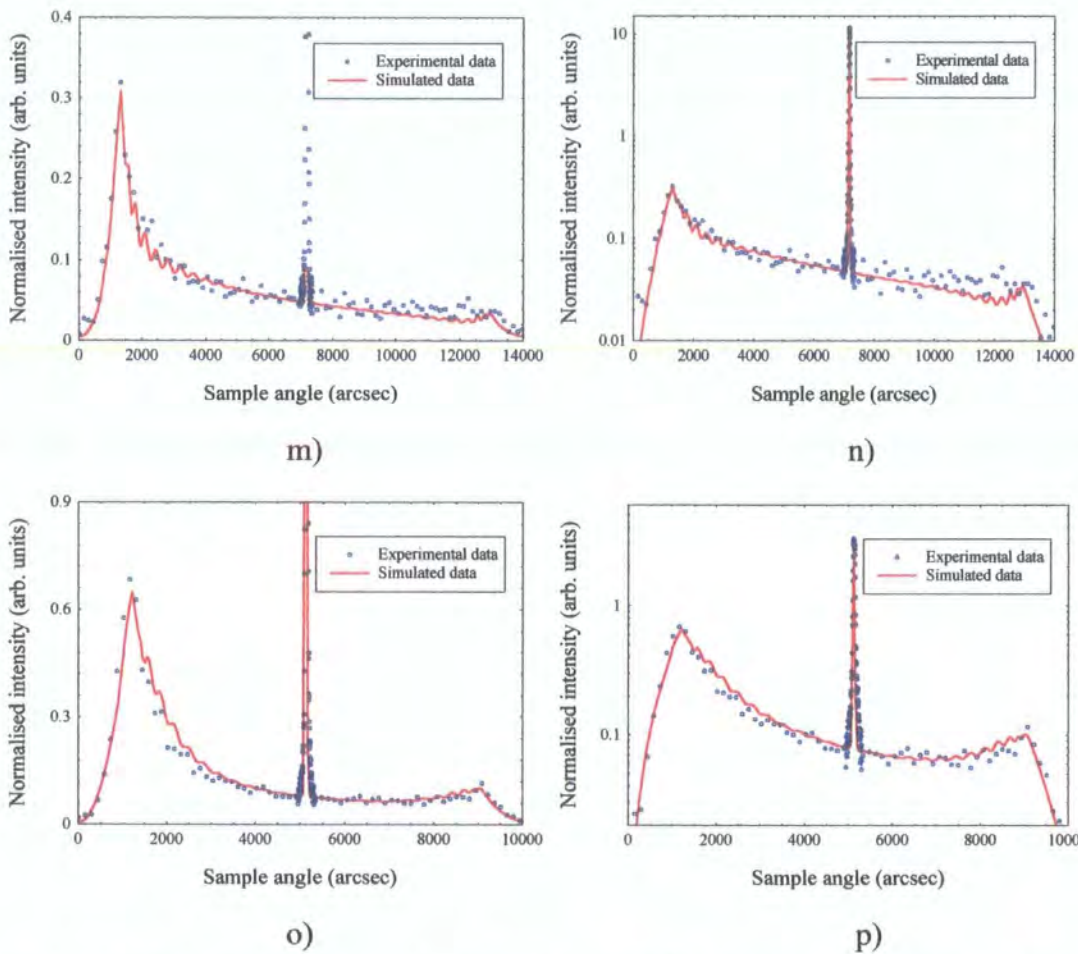 Normalised intensity (arb. units)
0.4
0.3
0.2
0.1
0
Experimental data
Simulated data
0 2000 4000 6000 8000 10000 12000 14000
Sample angle (arcsec)
m)
Normalised intensity (arb. units)
10
1
0.1
0.01
Experimental data
Simulated data
0 2000 4000 6000 8000 10000 12000 14000
Sample angle (arcsec)
n)
Normalised intensity (arb. units)
0.9
0.6
0.3
0
Experimental data
Simulated data
0 2000 4000 6000 8000 10000
Sample angle (arcsec)
o)
Normalised intensity (arb. units)
1
0.1
Experimental data
Simulated data
0 2000 4000 6000 8000 1000
Sample angle (arcsec)
p)